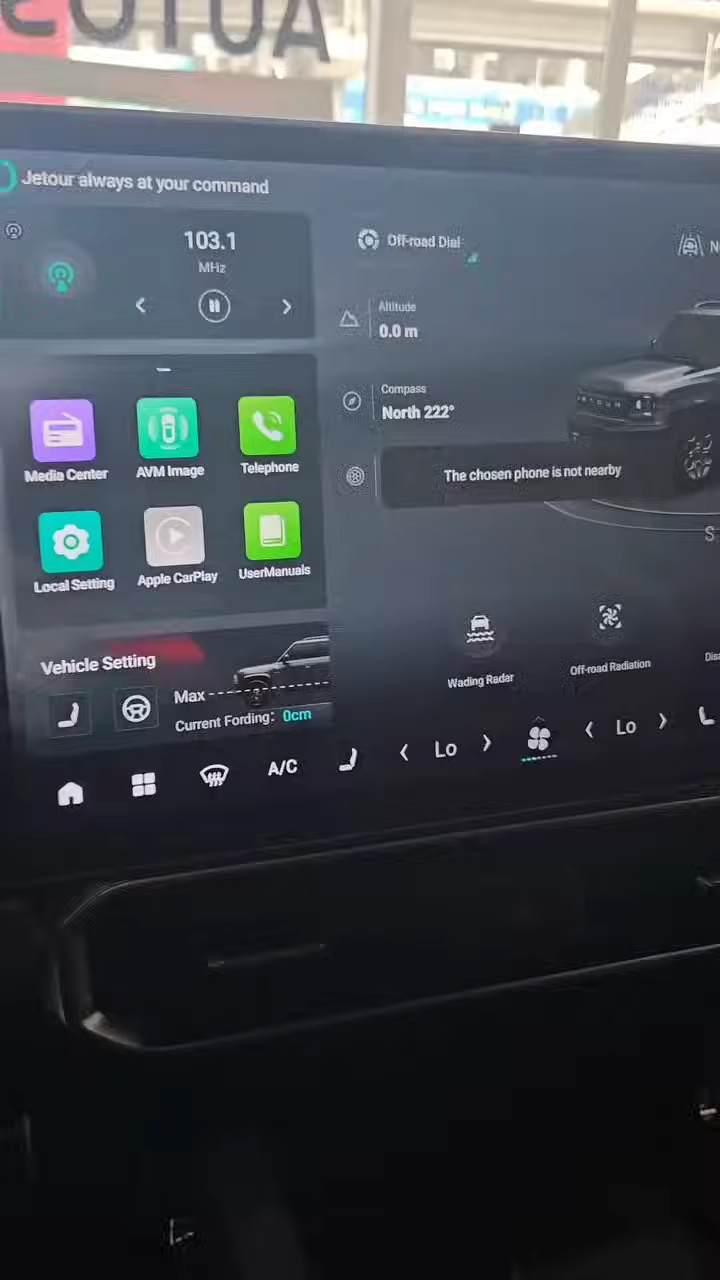 AUTOS
Jetour always at your command
103.1
MHz
Off-road Dial
N
Altitude
0.0 m
Compass
North 222°
The chosen phone is not nearby
Media Center
AVM Image
Telephone
Local Setting
Apple CarPlay
UserManuals
S
Vehicle Setting
Max
Current Fording: 0cm
Wading Radar
Off-road Radiation
Disa
A/C
Lo
Lo